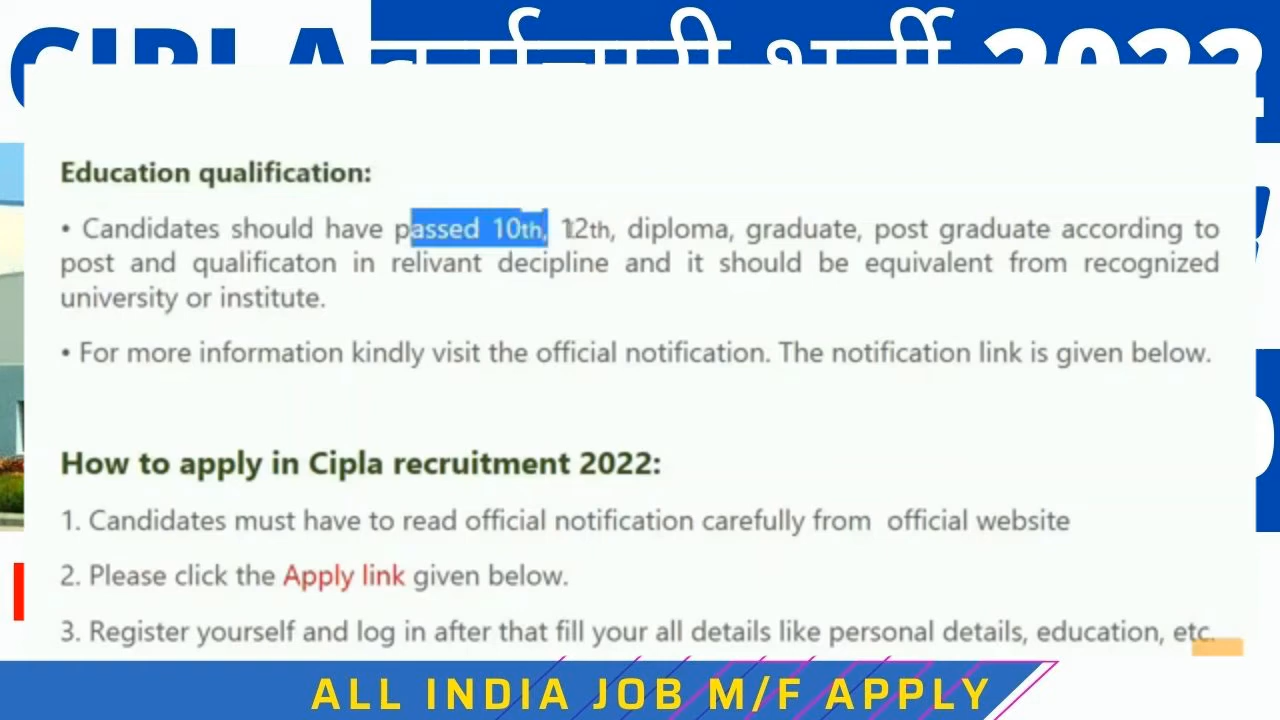 CIPLA भर्ती 2022
Education qualification:
• Candidates should have passed 10th, 12th, diploma, graduate, post graduate according to
post and qualificaton in relivant decipline and it should be equivalent from recognized
university or institute.
• For more information kindly visit the official notification. The notification link is given below.
How to apply in Cipla recruitment 2022:
1. Candidates must have to read official notification carefully from official website
2. Please click the Apply link given below.
3. Register yourself and log in after that fill your all details like personal details, education, etc.
ALL INDIA JOB M/F APPLY